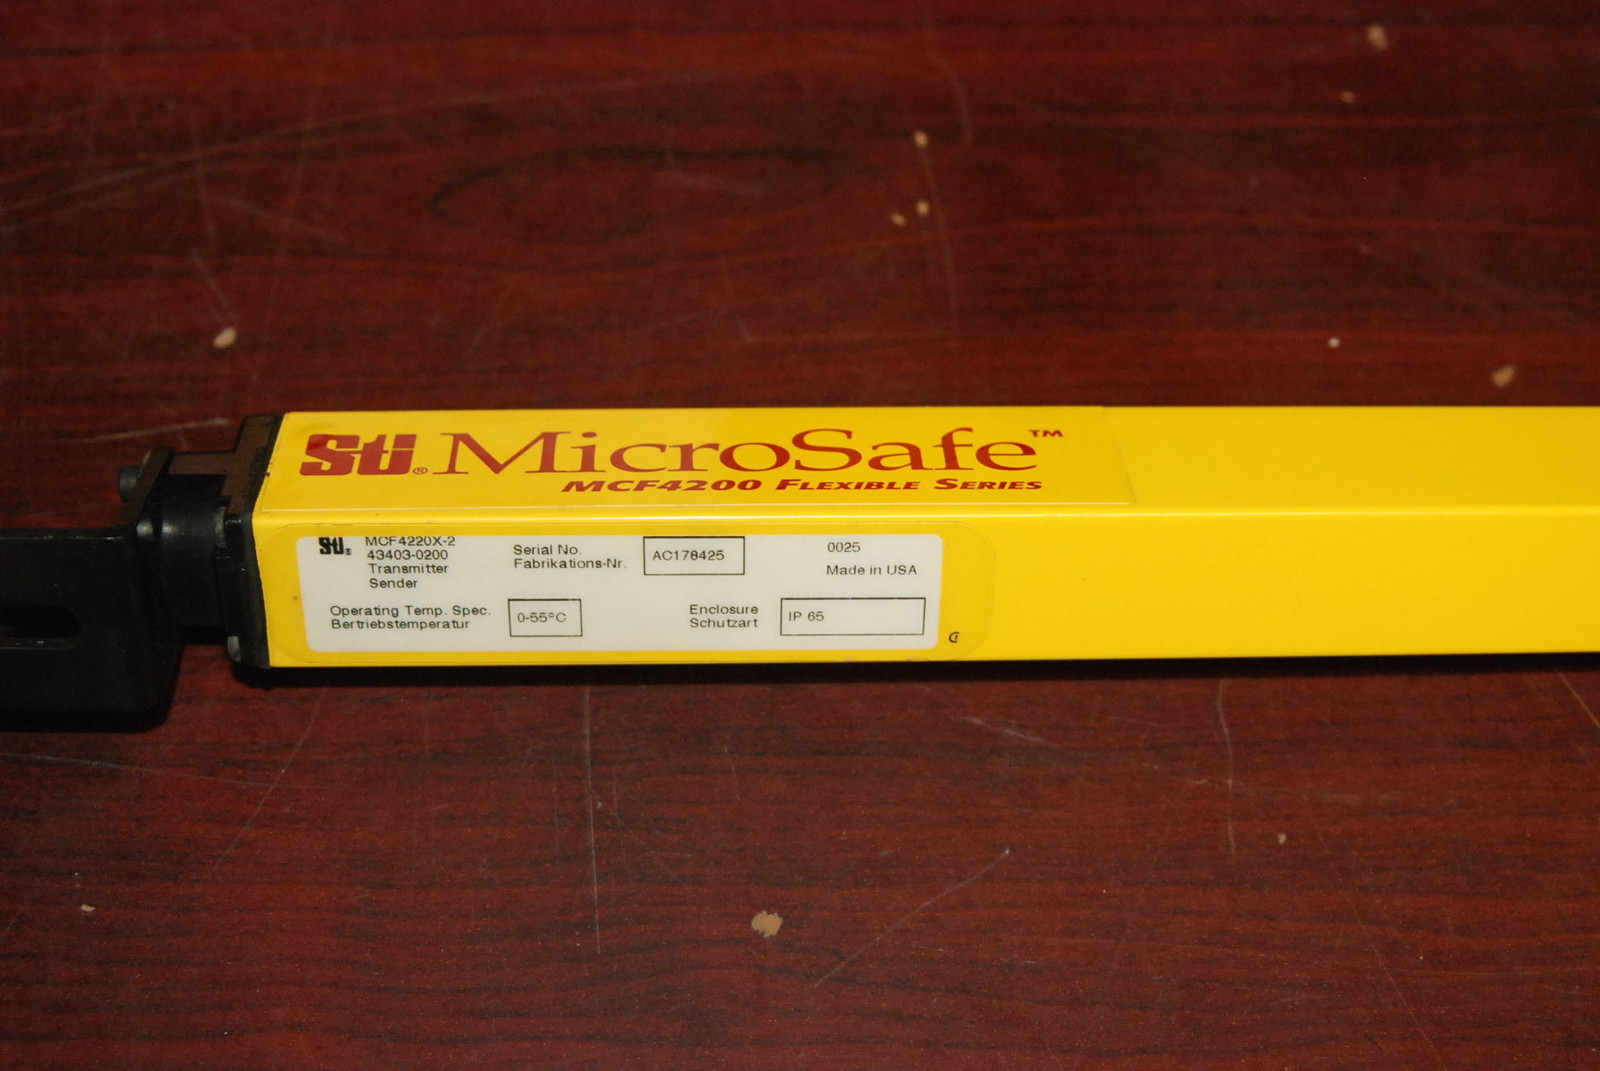 Sti® MicroSafe™
MCF4200 FLEXIBLE SERIES
Sti® MCF4220X-2
43403-0200
Transmitter
Sender
Serial No.
Fabrikations-Nr.
AC178425
0025
Made in USA
Operating Temp. Spec.
Bertriebstemperatur
0-55°C
Enclosure
Schutzart
IP 65